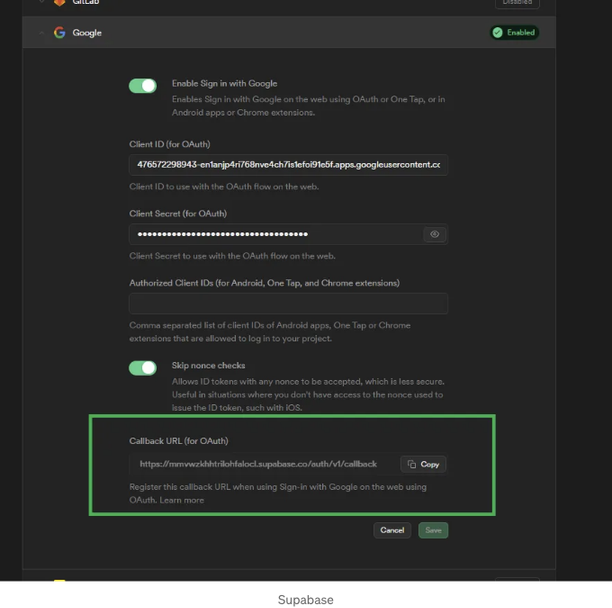 GitLab
Disabled
Google
Enabled
Enable Sign in with Google
Enables Sign in with Google on the web using OAuth or One Tap, or in
Android apps or Chrome extensions.
Client ID (for OAuth)
476572298943-en1anjp4ri768nve4ch7is1efoi91e5f.apps.googleusercontent.cc
Client ID to use with the OAuth flow on the web.
Client Secret (for OAuth)
••••••••••••••••••••••••••••••••••••
Client Secret to use with the OAuth flow on the web.
Authorized Client IDs (for Android, One Tap, and Chrome extensions)
Comma separated list of client IDs of Android apps, One Tap or Chrome
extensions that are allowed to log in to your project.
Skip nonce checks
Allows ID tokens with any nonce to be accepted, which is less secure.
Useful in situations where you don't have access to the nonce used to
issue the ID token, such with iOS.
Callback URL (for OAuth)
https://mmvwzkhhtrilohfalocl.supabase.co/auth/v1/callback
Copy
Register this callback URL when using Sign-in with Google on the web using
OAuth. Learn more
Cancel
Save
Supabase